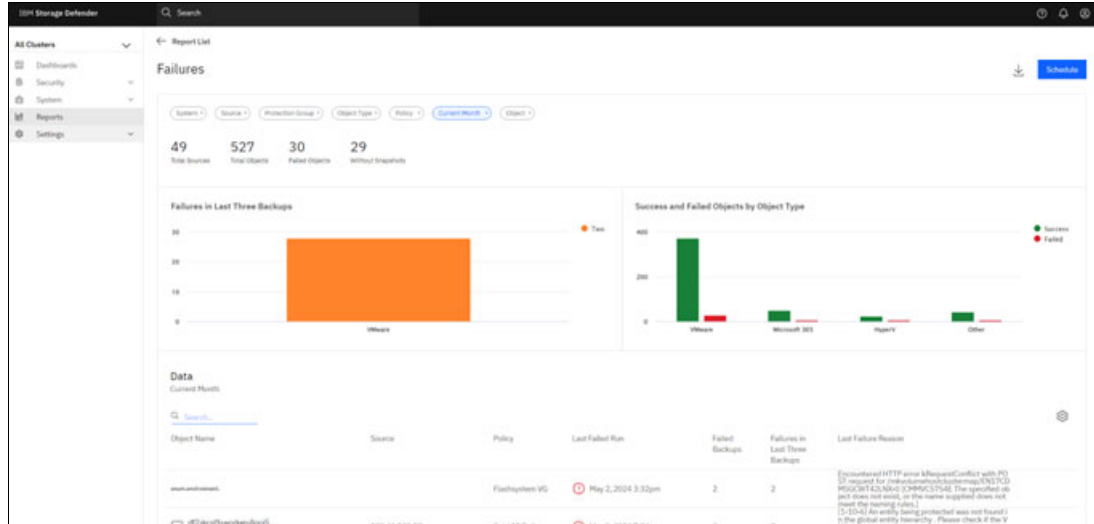 IBM Storage Defender
Search
All Clusters
Dashboards
Security
System
Reports
Settings
Report List
Failures
Schedule
System
Source
Protection Group
Object Type
Policy
Current Month
Object
49 527 30 29
Total Sources Total Objects Failed Objects Without Snapshots
Failures in Last Three Backups
30
20
10
0
VMware
Two
Success and Failed Objects by Object Type
400
200
0
VMware Microsoft 365 HyperV Other
Success
Failed
Data
Current Month
Search...
Object Name Source Policy Last Failed Run Failed Backups Failures in Last Three Backups Last Failure Reason
Flashsystem VG May 2, 2024 3:32pm 2 2
Encountered HTTP error kRequestConflict with PO
ST request for
The specified ob
ject does not exist, or the name supplied does not
meet the naming rules.]
[5-10-6] An entity being protected was not found i
n the global entity hierarchy. Please check if the V